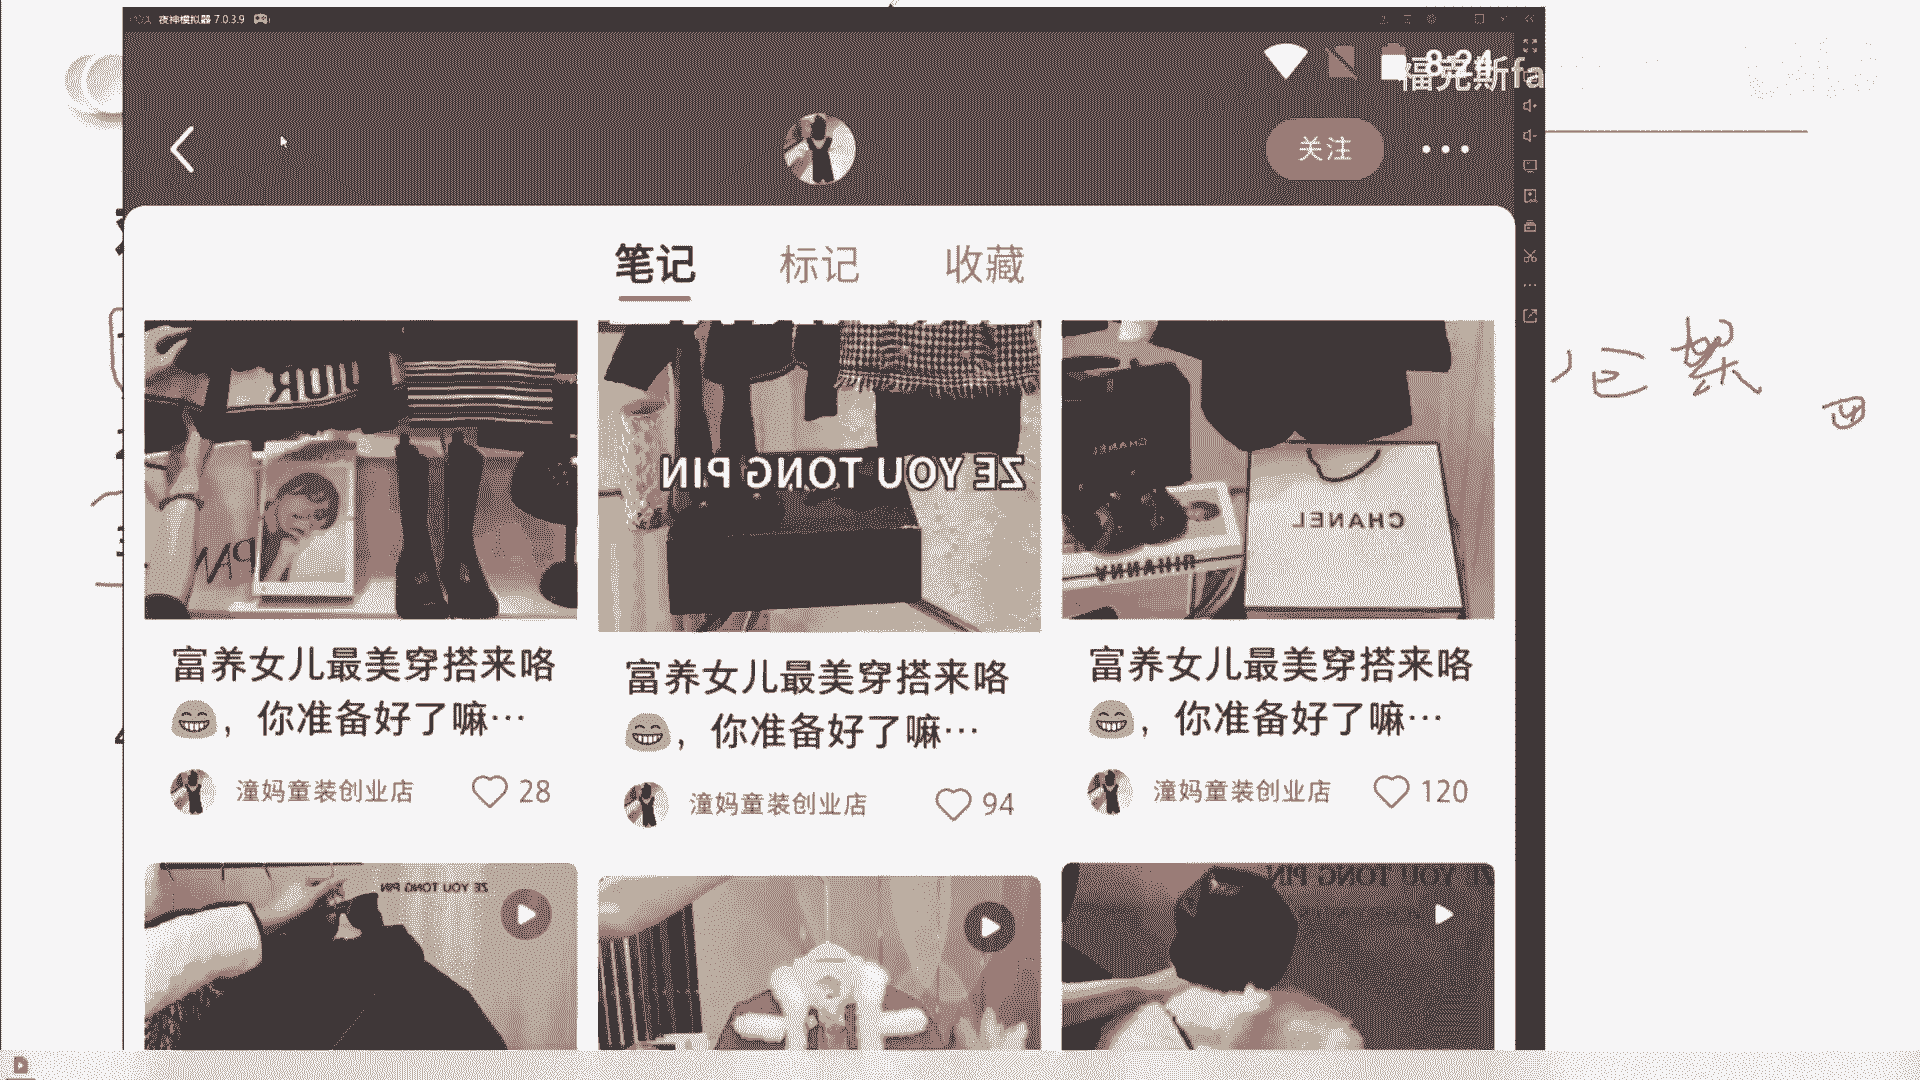 夜神模拟器 7.0.3.9
8:24
福克斯fa
关注
笔记
标记
收藏
DIOR
ZE YOU TONG PIN
CHANEL
CHANEL
RIHANNA
富养女儿最美穿搭来咯
😁，你准备好了嘛…
潼妈童装创业店
28
富养女儿最美穿搭来咯
😁，你准备好了嘛…
潼妈童装创业店
94
富养女儿最美穿搭来咯
😁，你准备好了嘛…
潼妈童装创业店
120
ZE YOU TONG PIN
ZE YOU TONG PIN